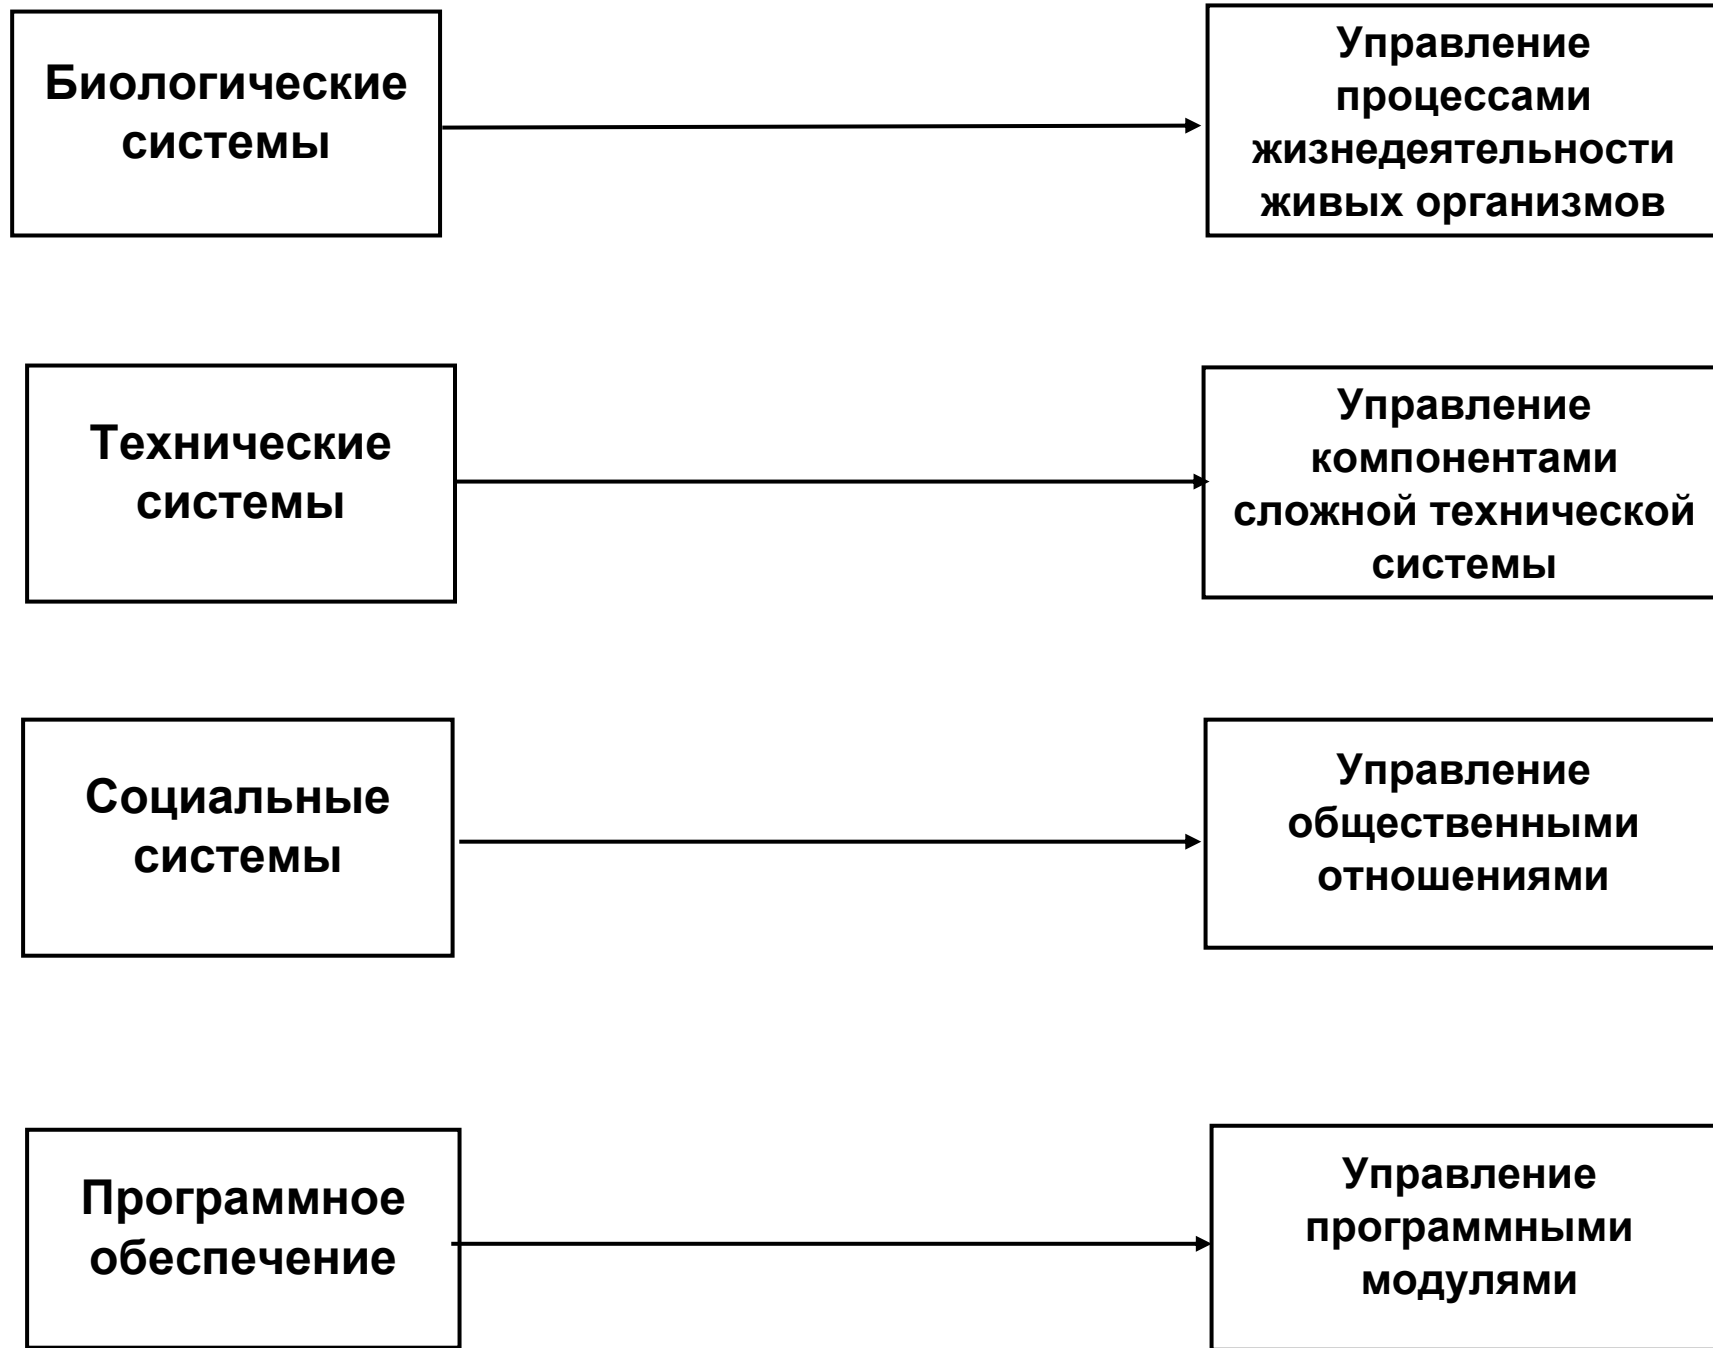 Биологические
системы
Управление
процессами
жизнедеятельности
живых организмов
Технические
системы
Управление
компонентами
сложной технической
системы
Социальные
системы
Управление
общественными
отношениями
Программное
обеспечение
Управление
программными
модулями